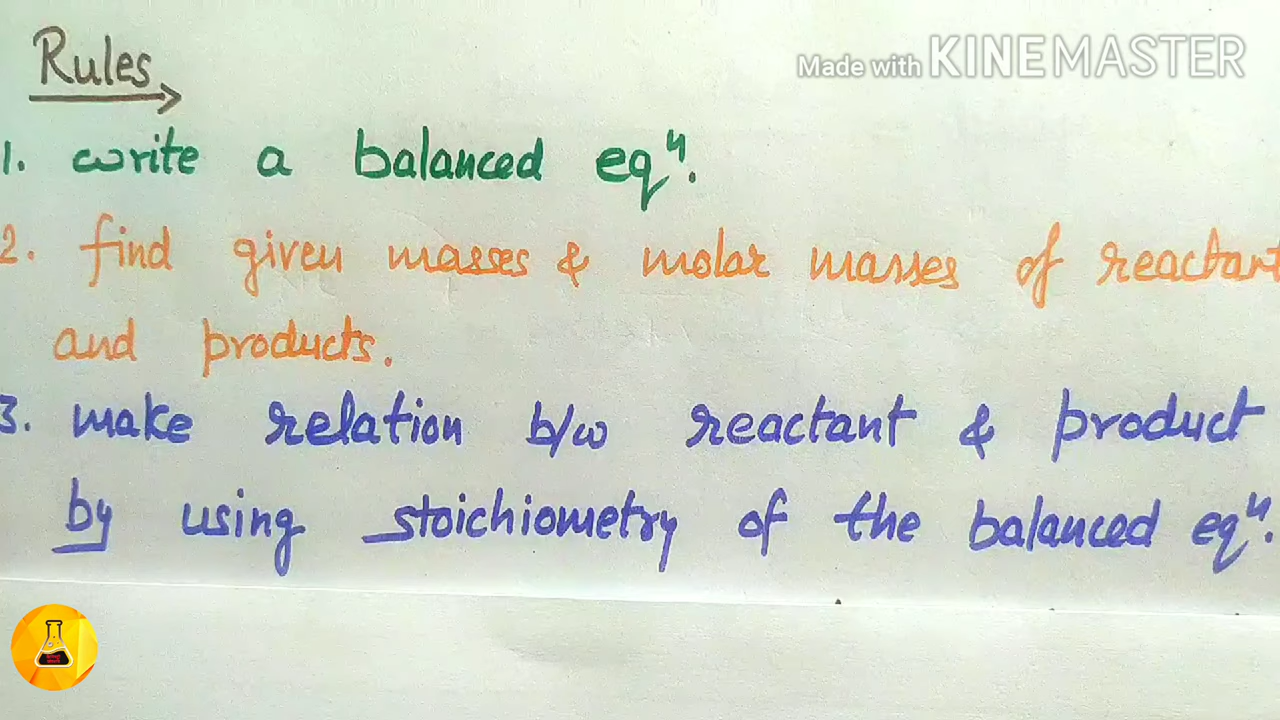 Rules
Made with KINEMASTER
1. write a balanced eqⁿ.
2. find given masses & molar masses of reactant
and products.
3. make relation b/w reactant & product
by using stoichiometry of the balanced eqⁿ.